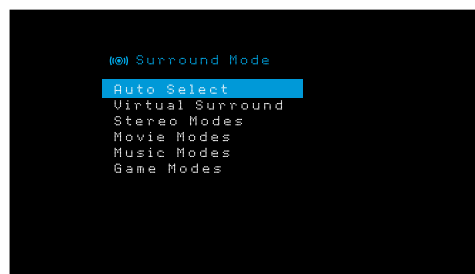 Surround Mode
Auto Select
Virtual Surround
Stereo Modes
Movie Modes
Music Modes
Game Modes